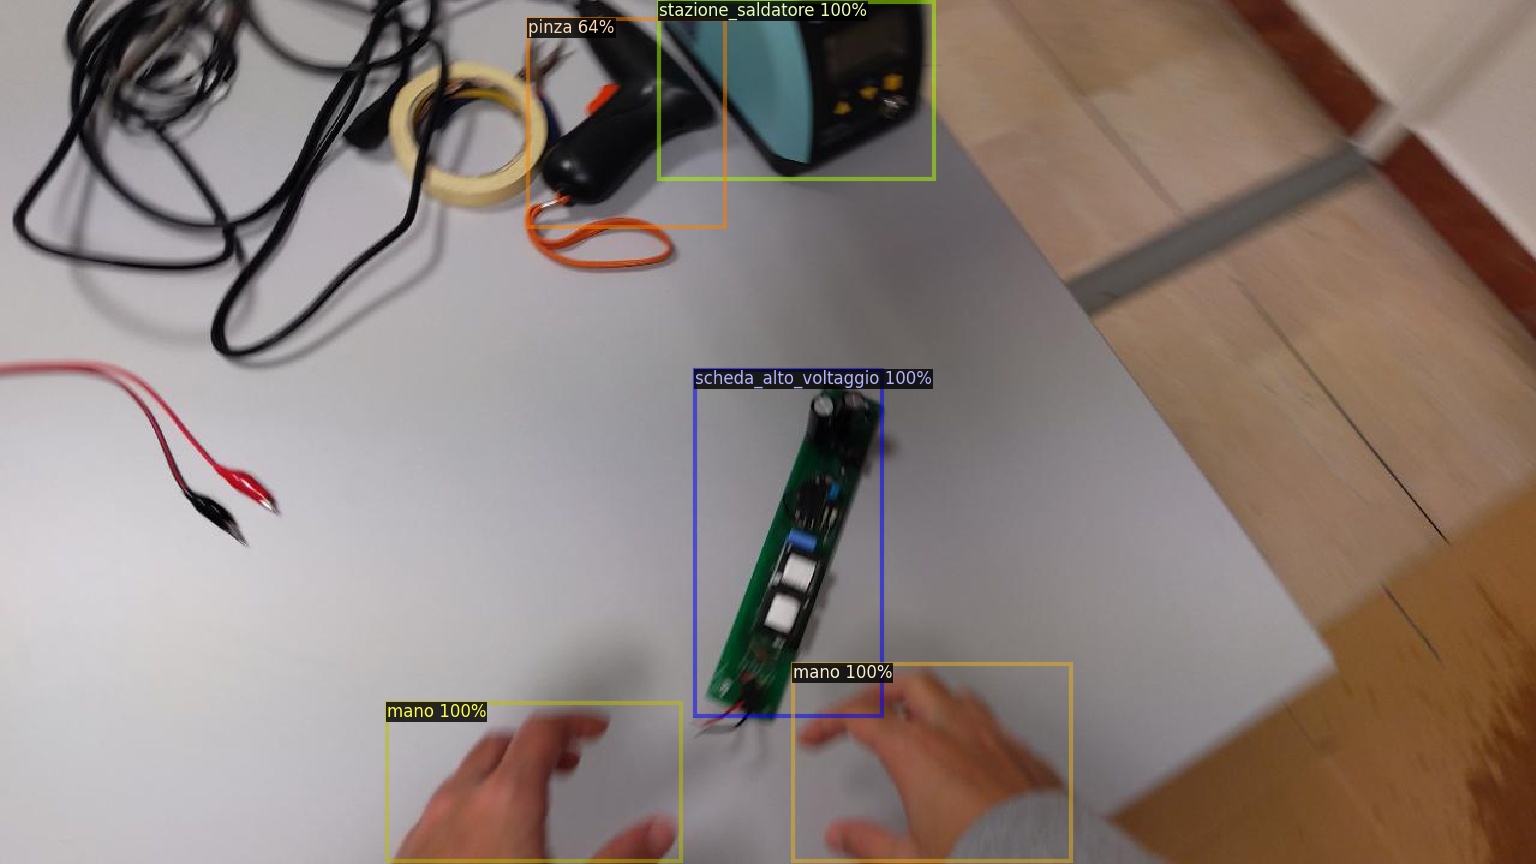 stazione_saldatore 100%
pinza 64%
scheda_alto_voltaggio 100%
mano 100%
mano 100%